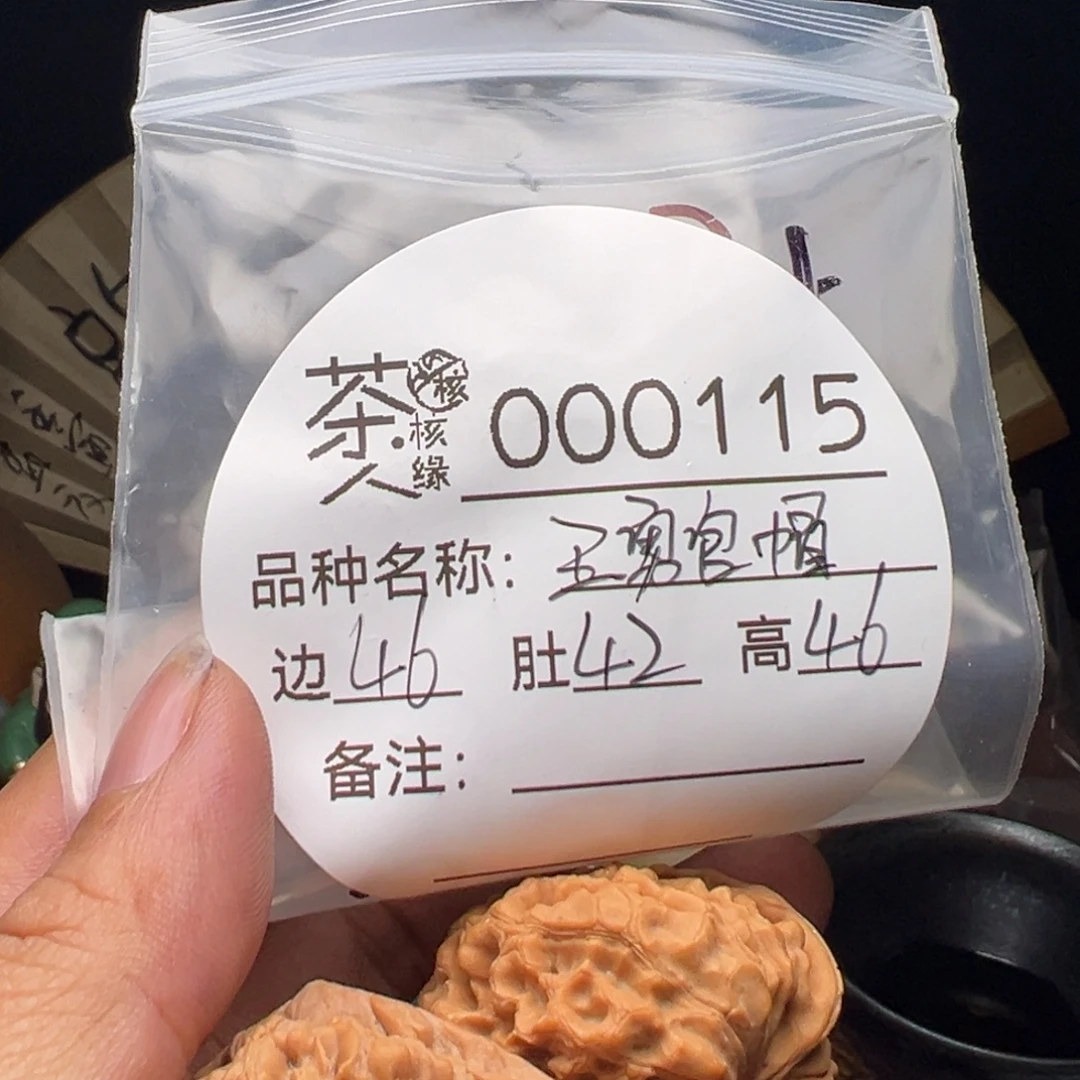 茶人 核缘 000115
品种名称：王勇官帽
边46 肚42 高46
备注：